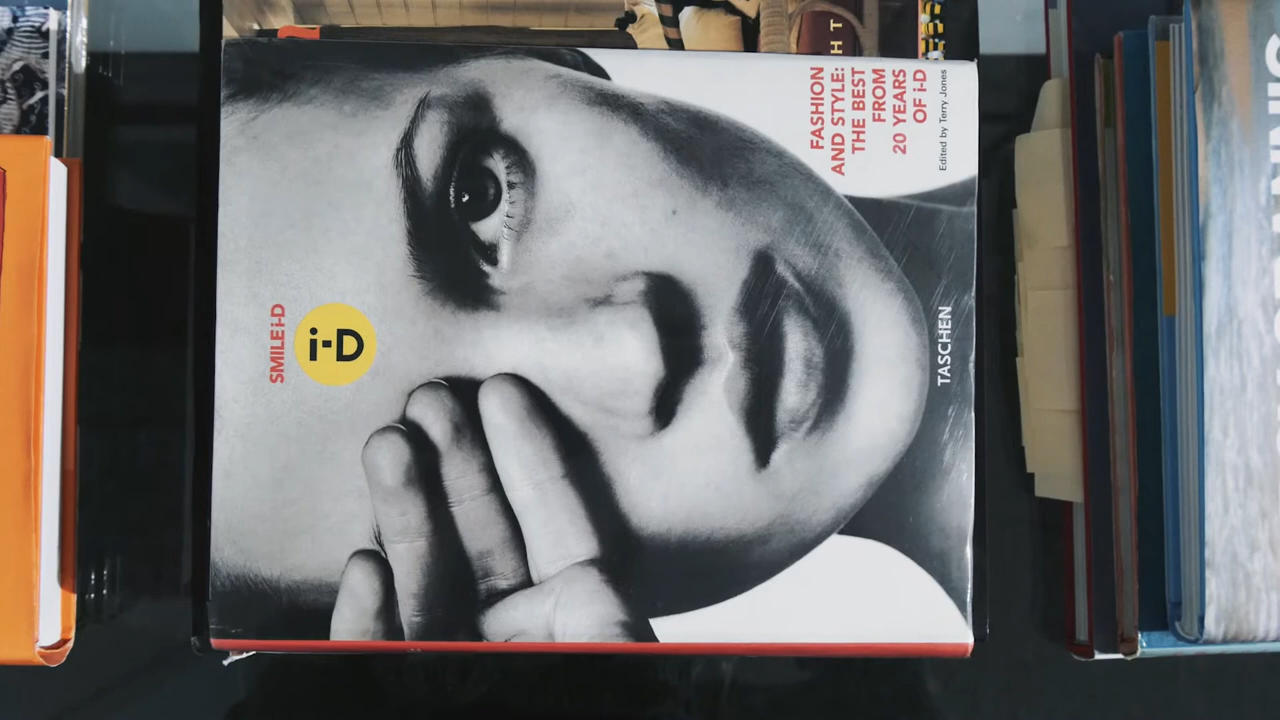 SMILE i-D
i-D
FASHION
AND STYLE:
THE BEST
FROM
20 YEARS
OF i-D
Edited by Terry Jones
TASCHEN